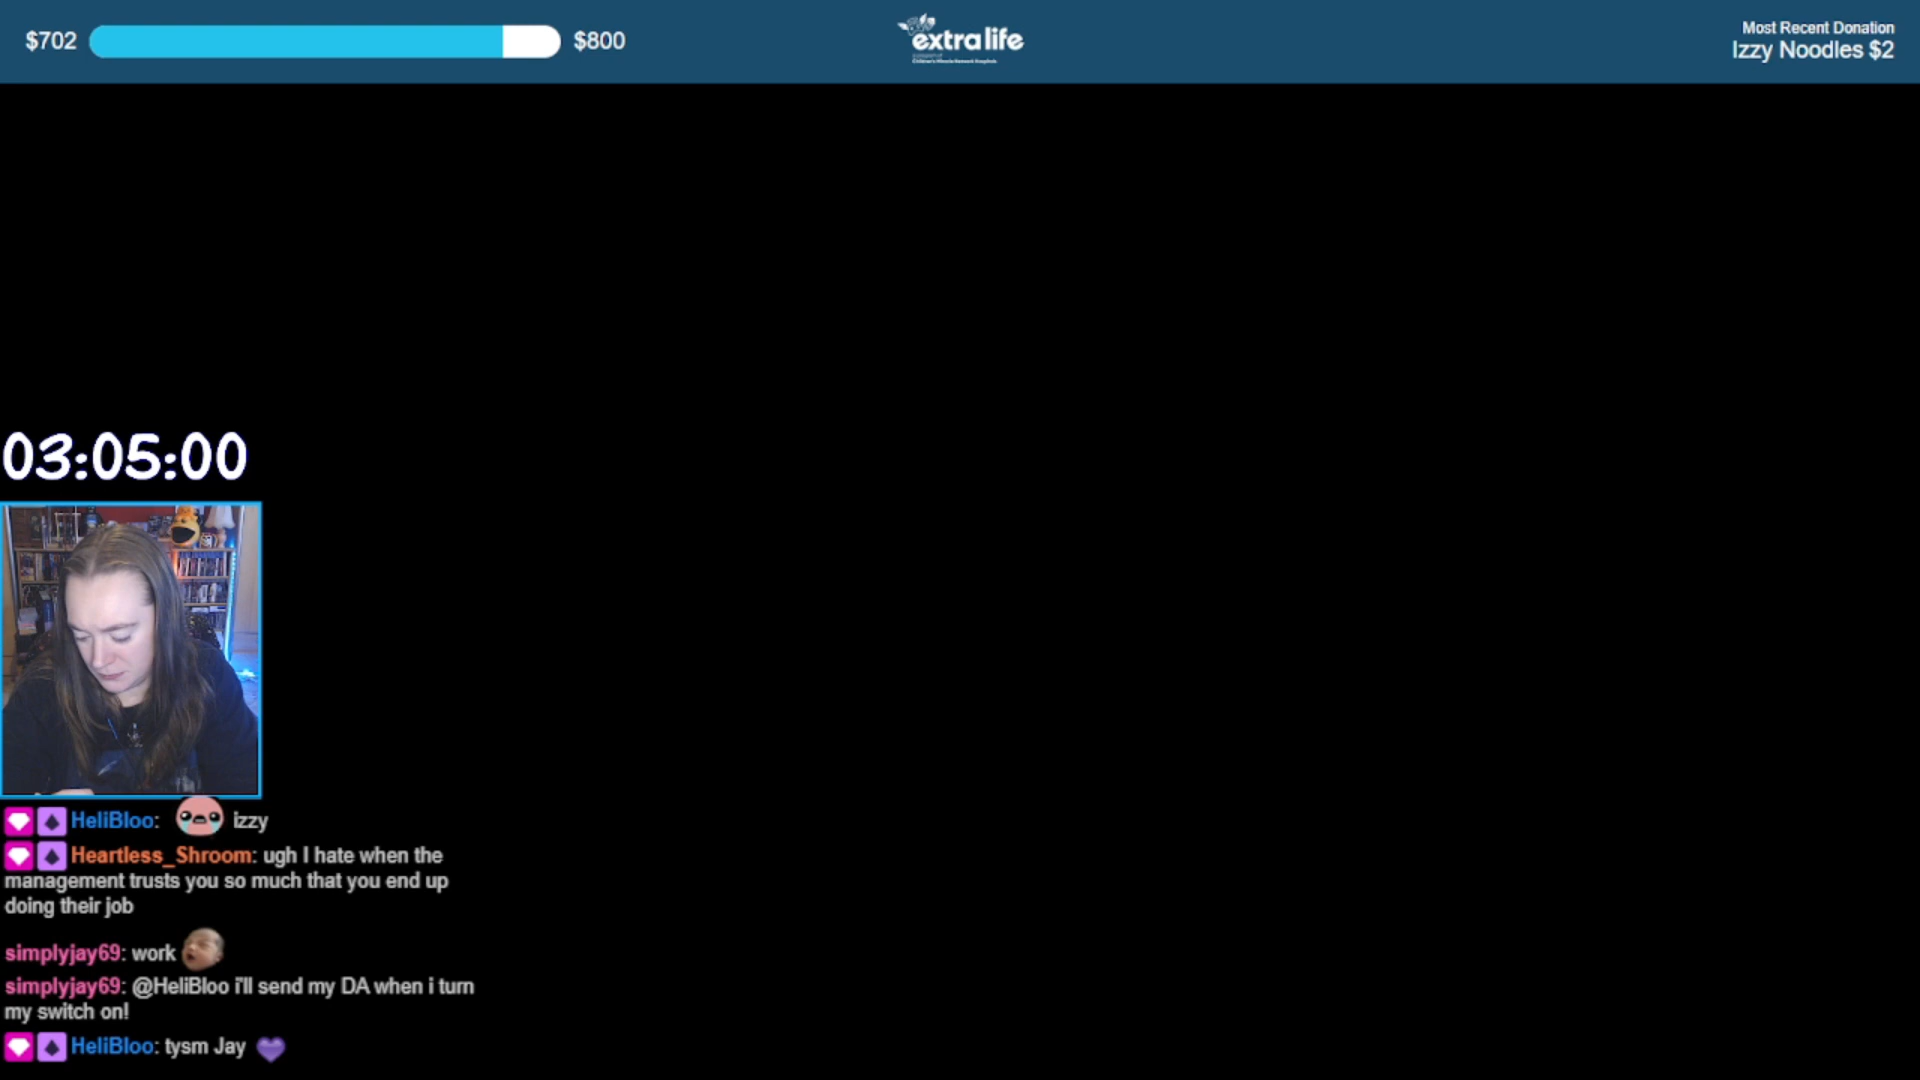 $702
$800
extra life
Most Recent Donation
Izzy Noodles $2
03:05:00
HeliBloo: izzy
Heartless_Shroom: ugh I hate when the
management trusts you so much that you end up
doing their job
simplyjay69: work
simplyjay69: @HeliBloo i'll send my DA when i turn
my switch on!
HeliBloo: tysm Jay